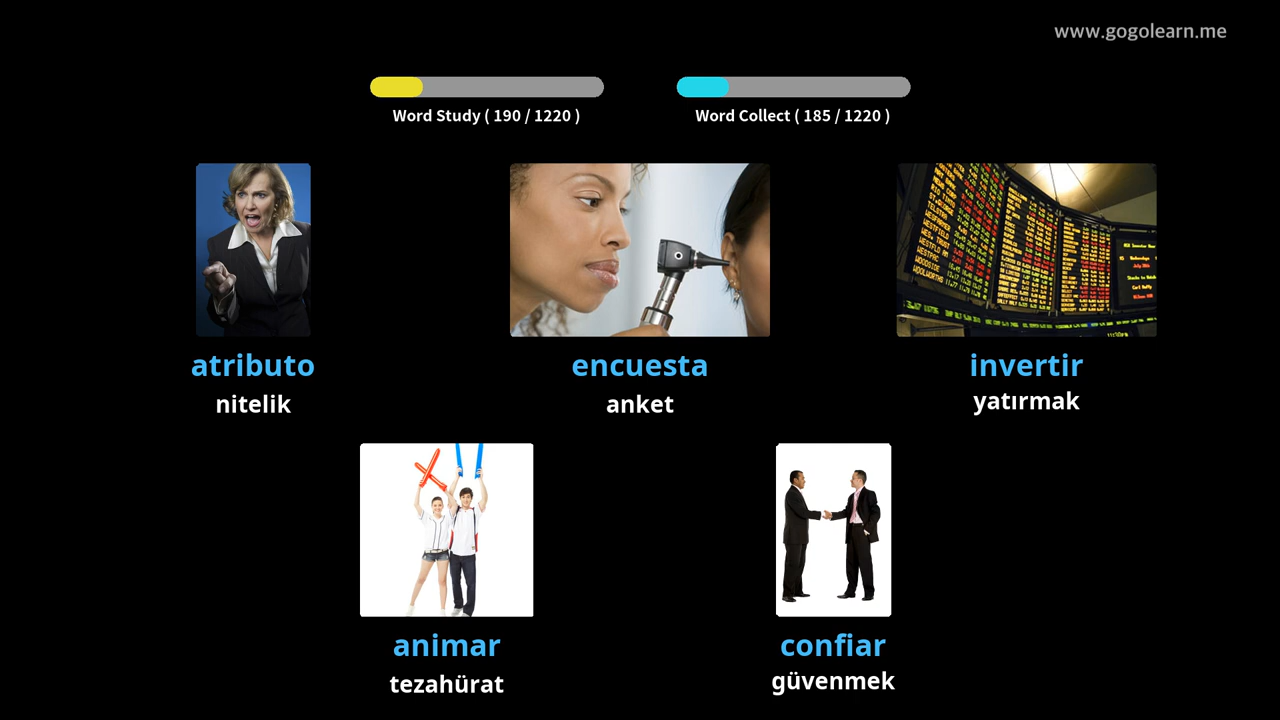 www.gogolearn.me
Word Study ( 190 / 1220 )
Word Collect ( 185 / 1220 )
atributo
encuesta
invertir
nitelik
anket
yatırmak
animar
confiar
tezahürat
güvenmek